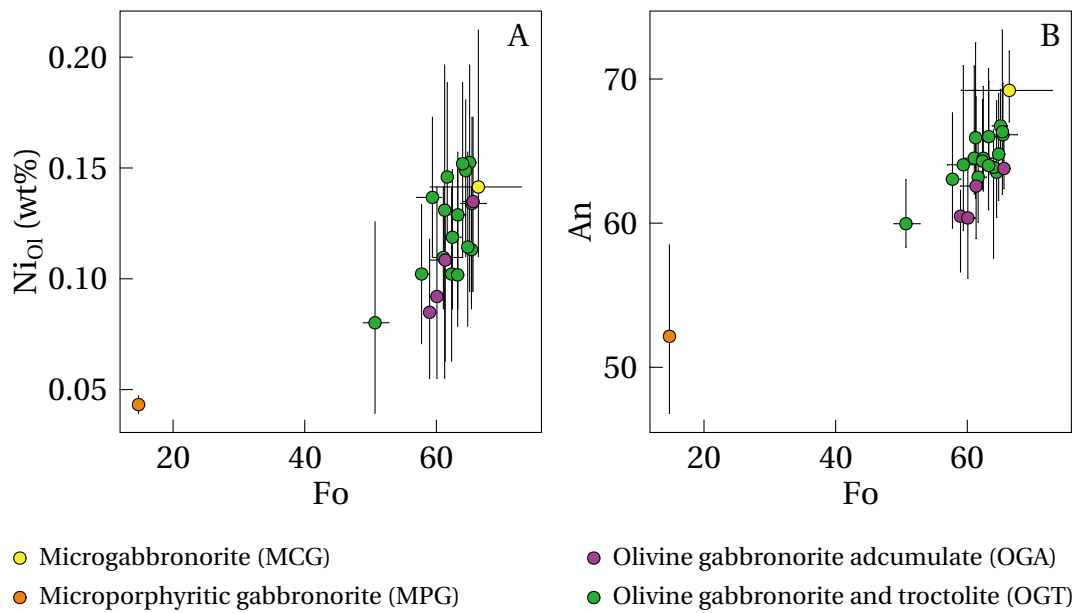 A
0.20
0.15
0.10
0.05
Ni_Ol (wt%)
20
40
60
Fo
B
70
60
50
An
20
40
60
Fo
Microgabbronorite (MCG)
Microporphyritic gabbronorite (MPG)
Olivine gabbronorite adcumulate (OGA)
Olivine gabbronorite and troctolite (OGT)